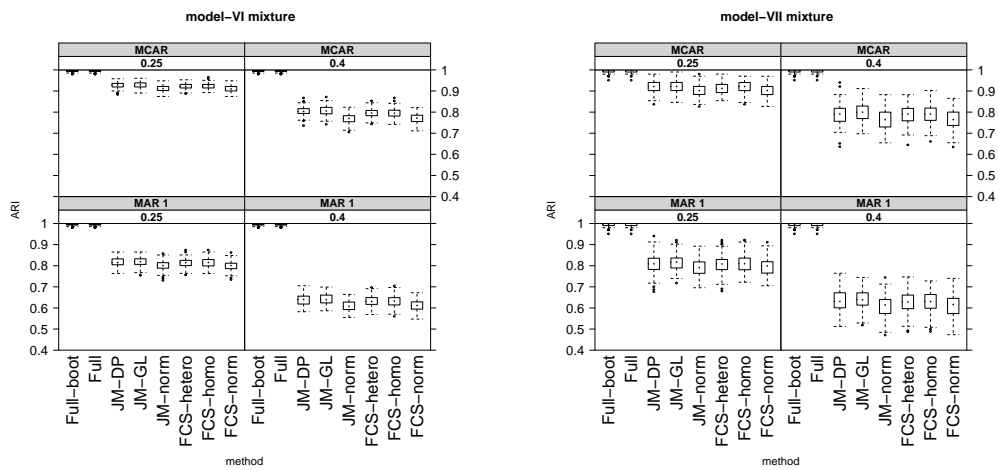 model−VI mixture
MCAR MCAR
0.25 0.4
1
0.9
0.8
0.7
0.6
0.5
0.4
MAR 1 MAR 1
0.25 0.4
1
0.9
0.8
0.7
0.6
0.5
0.4
ARI
Full−boot
Full
JM−DP
JM−GL
JM−norm
FCS−hetero
FCS−homo
FCS−norm
Full−boot
Full
JM−DP
JM−GL
JM−norm
FCS−hetero
FCS−homo
FCS−norm
method
model−VII mixture
MCAR MCAR
0.25 0.4
1
0.9
0.8
0.7
0.6
0.5
0.4
MAR 1 MAR 1
0.25 0.4
1
0.9
0.8
0.7
0.6
0.5
0.4
ARI
Full−boot
Full
JM−DP
JM−GL
JM−norm
FCS−hetero
FCS−homo
FCS−norm
Full−boot
Full
JM−DP
JM−GL
JM−norm
FCS−hetero
FCS−homo
FCS−norm
method